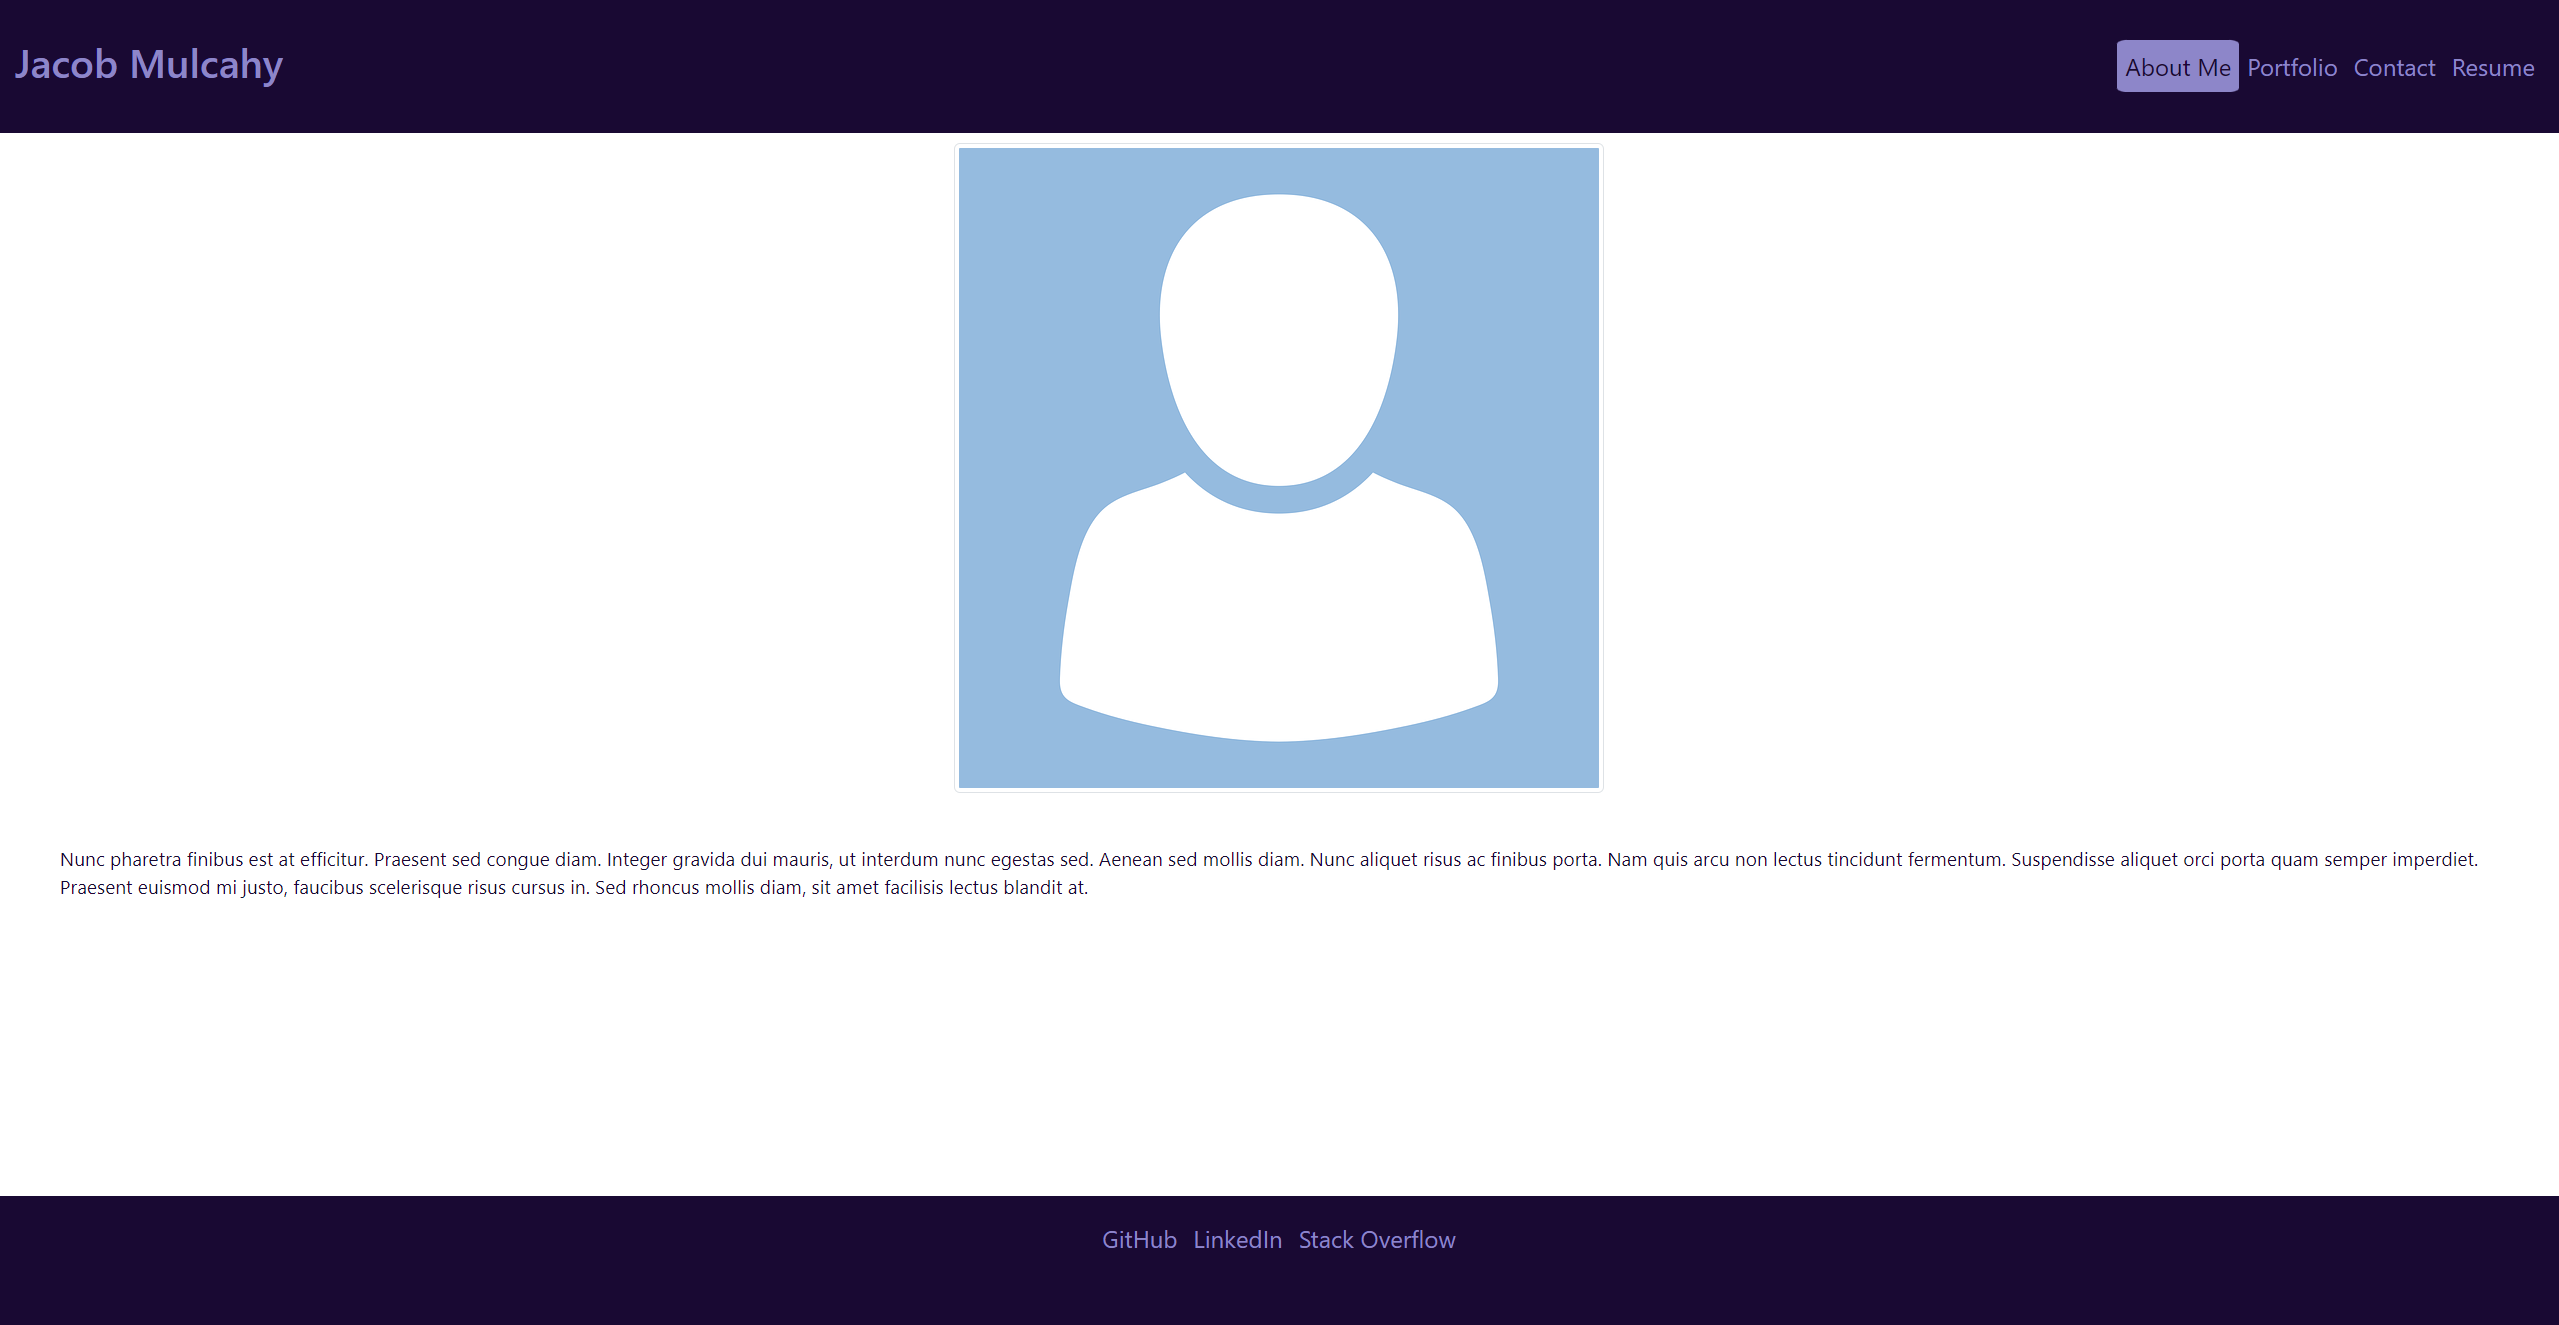 Jacob Mulcahy
About Me Portfolio Contact Resume
Nunc pharetra finibus est at efficitur. Praesent sed congue diam. Integer gravida dui mauris, ut interdum nunc egestas sed. Aenean sed mollis diam. Nunc aliquet risus ac finibus porta. Nam quis arcu non lectus tincidunt fermentum. Suspendisse aliquet orci porta quam semper imperdiet.
Praesent euismod mi justo, faucibus scelerisque risus cursus in. Sed rhoncus mollis diam, sit amet facilisis lectus blandit at.
GitHub LinkedIn Stack Overflow